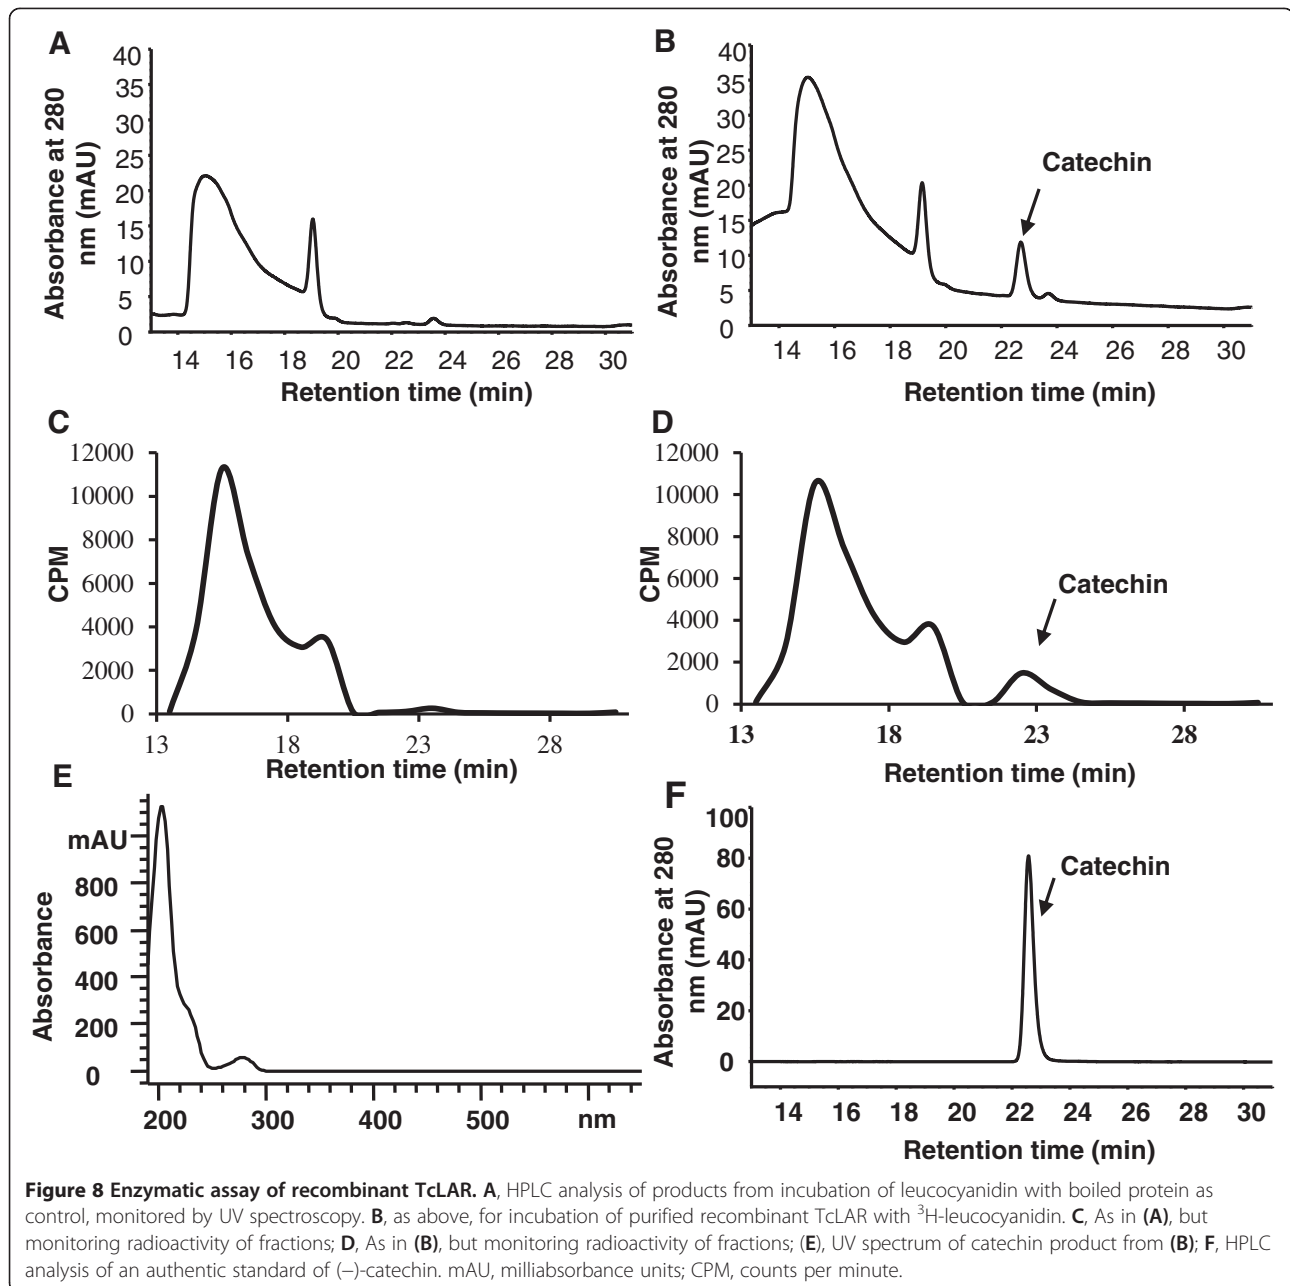 A
Absorbance at 280
nm (mAU)
40
35
30
25
20
15
10
5
0
14 16 18 20 22 24 26 28 30
Retention time (min)
B
Absorbance at 280
nm (mAU)
40
35
30
25
20
15
10
5
0
Catechin
14 16 18 20 22 24 26 28 30
Retention time (min)
C
CPM
12000
10000
8000
6000
4000
2000
0
13 18 23 28
Retention time (min)
D
CPM
12000
10000
8000
6000
4000
2000
0
Catechin
13 18 23 28
Retention time (min)
E
Absorbance
mAU
800
600
400
200
0
200 300 400 500 nm
F
Absorbance at 280
nm (mAU)
100
80
60
40
20
0
Catechin
14 16 18 20 22 24 26 28 30
Retention time (min)
Figure 8 Enzymatic assay of recombinant TcLAR. A, HPLC analysis of products from incubation of leucocyanidin with boiled protein as
control, monitored by UV spectroscopy. B, as above, for incubation of purified recombinant TcLAR with ³H-leucocyanidin. C, As in (A), but
monitoring radioactivity of fractions; D, As in (B), but monitoring radioactivity of fractions; (E), UV spectrum of catechin product from (B); F, HPLC
analysis of an authentic standard of (−)-catechin. mAU, milliabsorbance units; CPM, counts per minute.